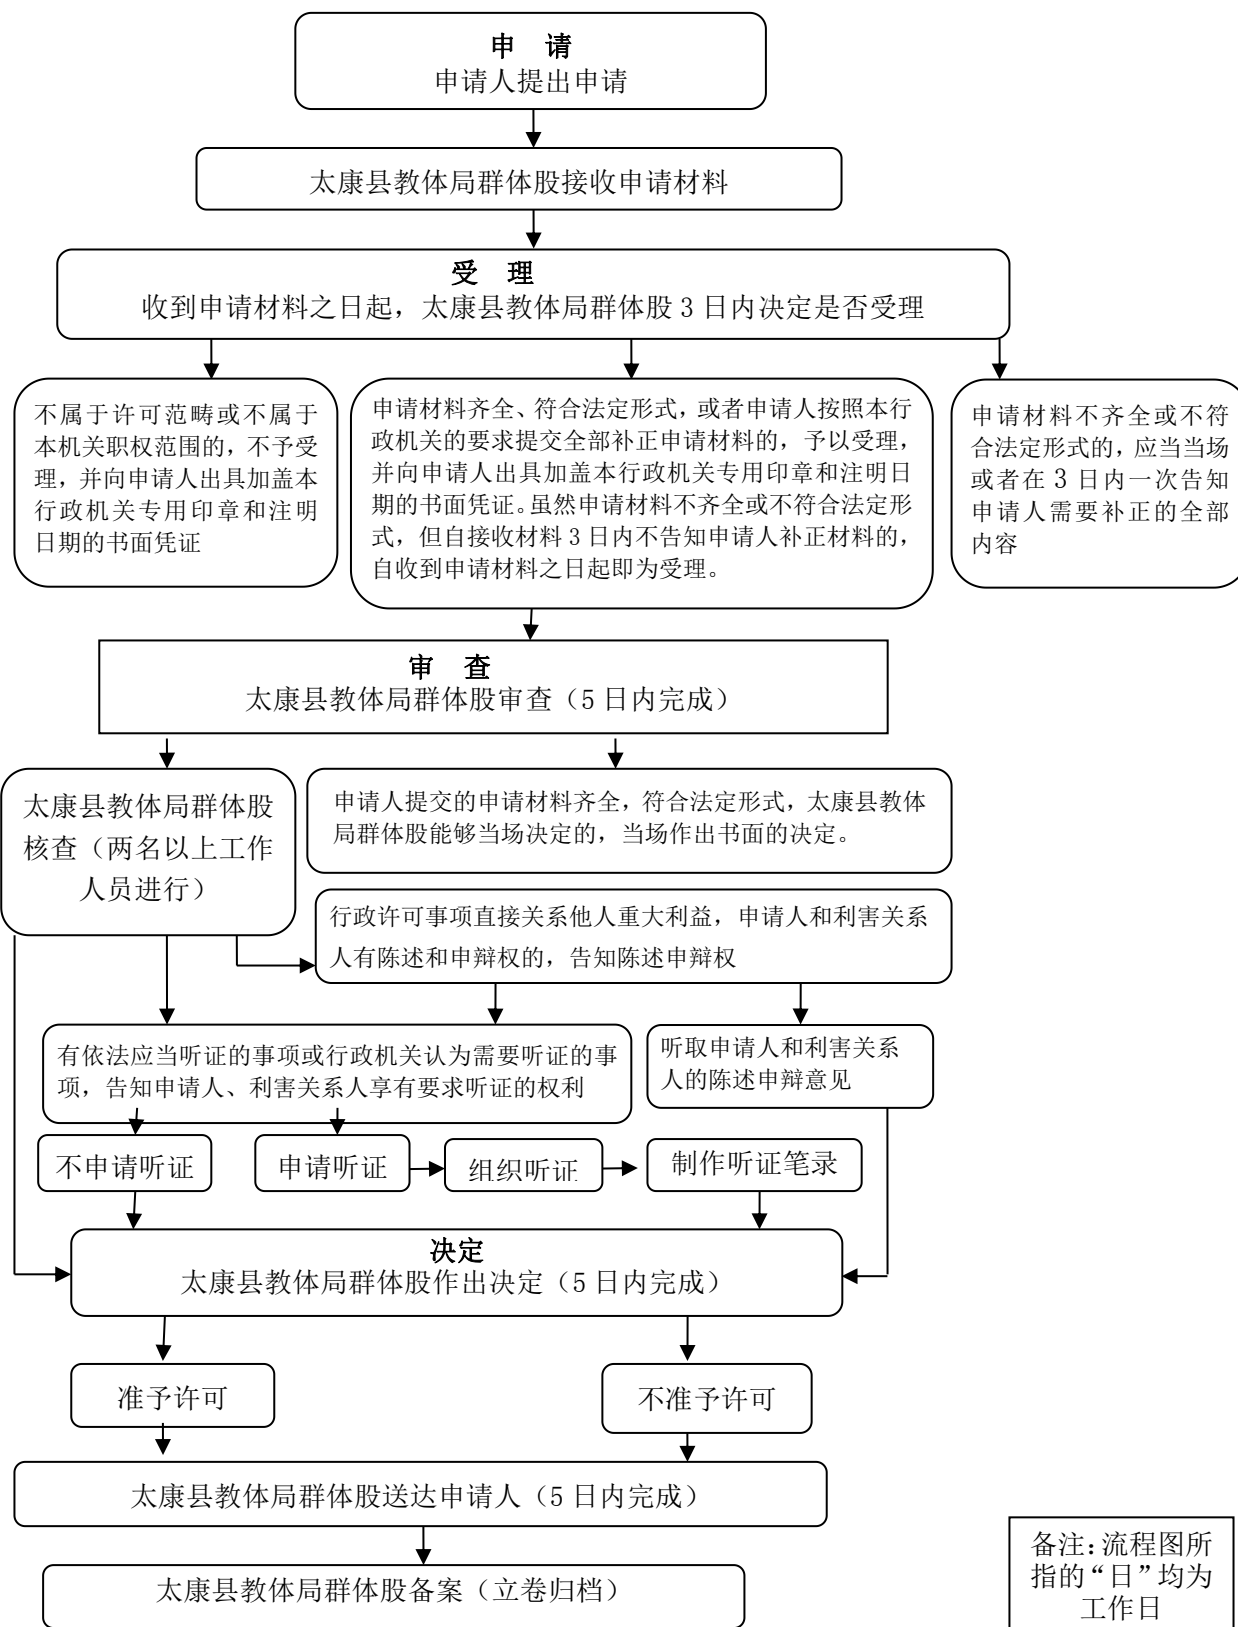 申 请
申请人提出申请
太康县教体局群体股接收申请材料
受 理
收到申请材料之日起，太康县教体局群体股 3 日内决定是否受理
不属于许可范畴或不属于
本机关职权范围的，不予受
理，并向申请人出具加盖本
行政机关专用印章和注明
日期的书面凭证
申请材料齐全、符合法定形式，或者申请人按照本行
政机关的要求提交全部补正申请材料的，予以受理，
并向申请人出具加盖本行政机关专用印章和注明日
期的书面凭证。虽然申请材料不齐全或不符合法定形
式，但自接收材料 3 日内不告知申请人补正材料的，
自收到申请材料之日起即为受理。
申请材料不齐全或不符
合法定形式的，应当当场
或者在 3 日内一次告知
申请人需要补正的全部
内容
审 查
太康县教体局群体股审查（5 日内完成）
太康县教体局群体股
核查（两名以上工作
人员进行）
申请人提交的申请材料齐全，符合法定形式，太康县教体
局群体股能够当场决定的，当场作出书面的决定。
行政许可事项直接关系他人重大利益，申请人和利害关系
人有陈述和申辩权的，告知陈述申辩权
有依法应当听证的事项或行政机关认为需要听证的事
项，告知申请人、利害关系人享有要求听证的权利
听取申请人和利害关系
人的陈述申辩意见
不申请听证
申请听证
组织听证
制作听证笔录
决定
太康县教体局群体股作出决定（5 日内完成）
准予许可
不准予许可
太康县教体局群体股送达申请人（5 日内完成）
太康县教体局群体股备案（立卷归档）
备注：流程图所
指的“日”均为
工作日